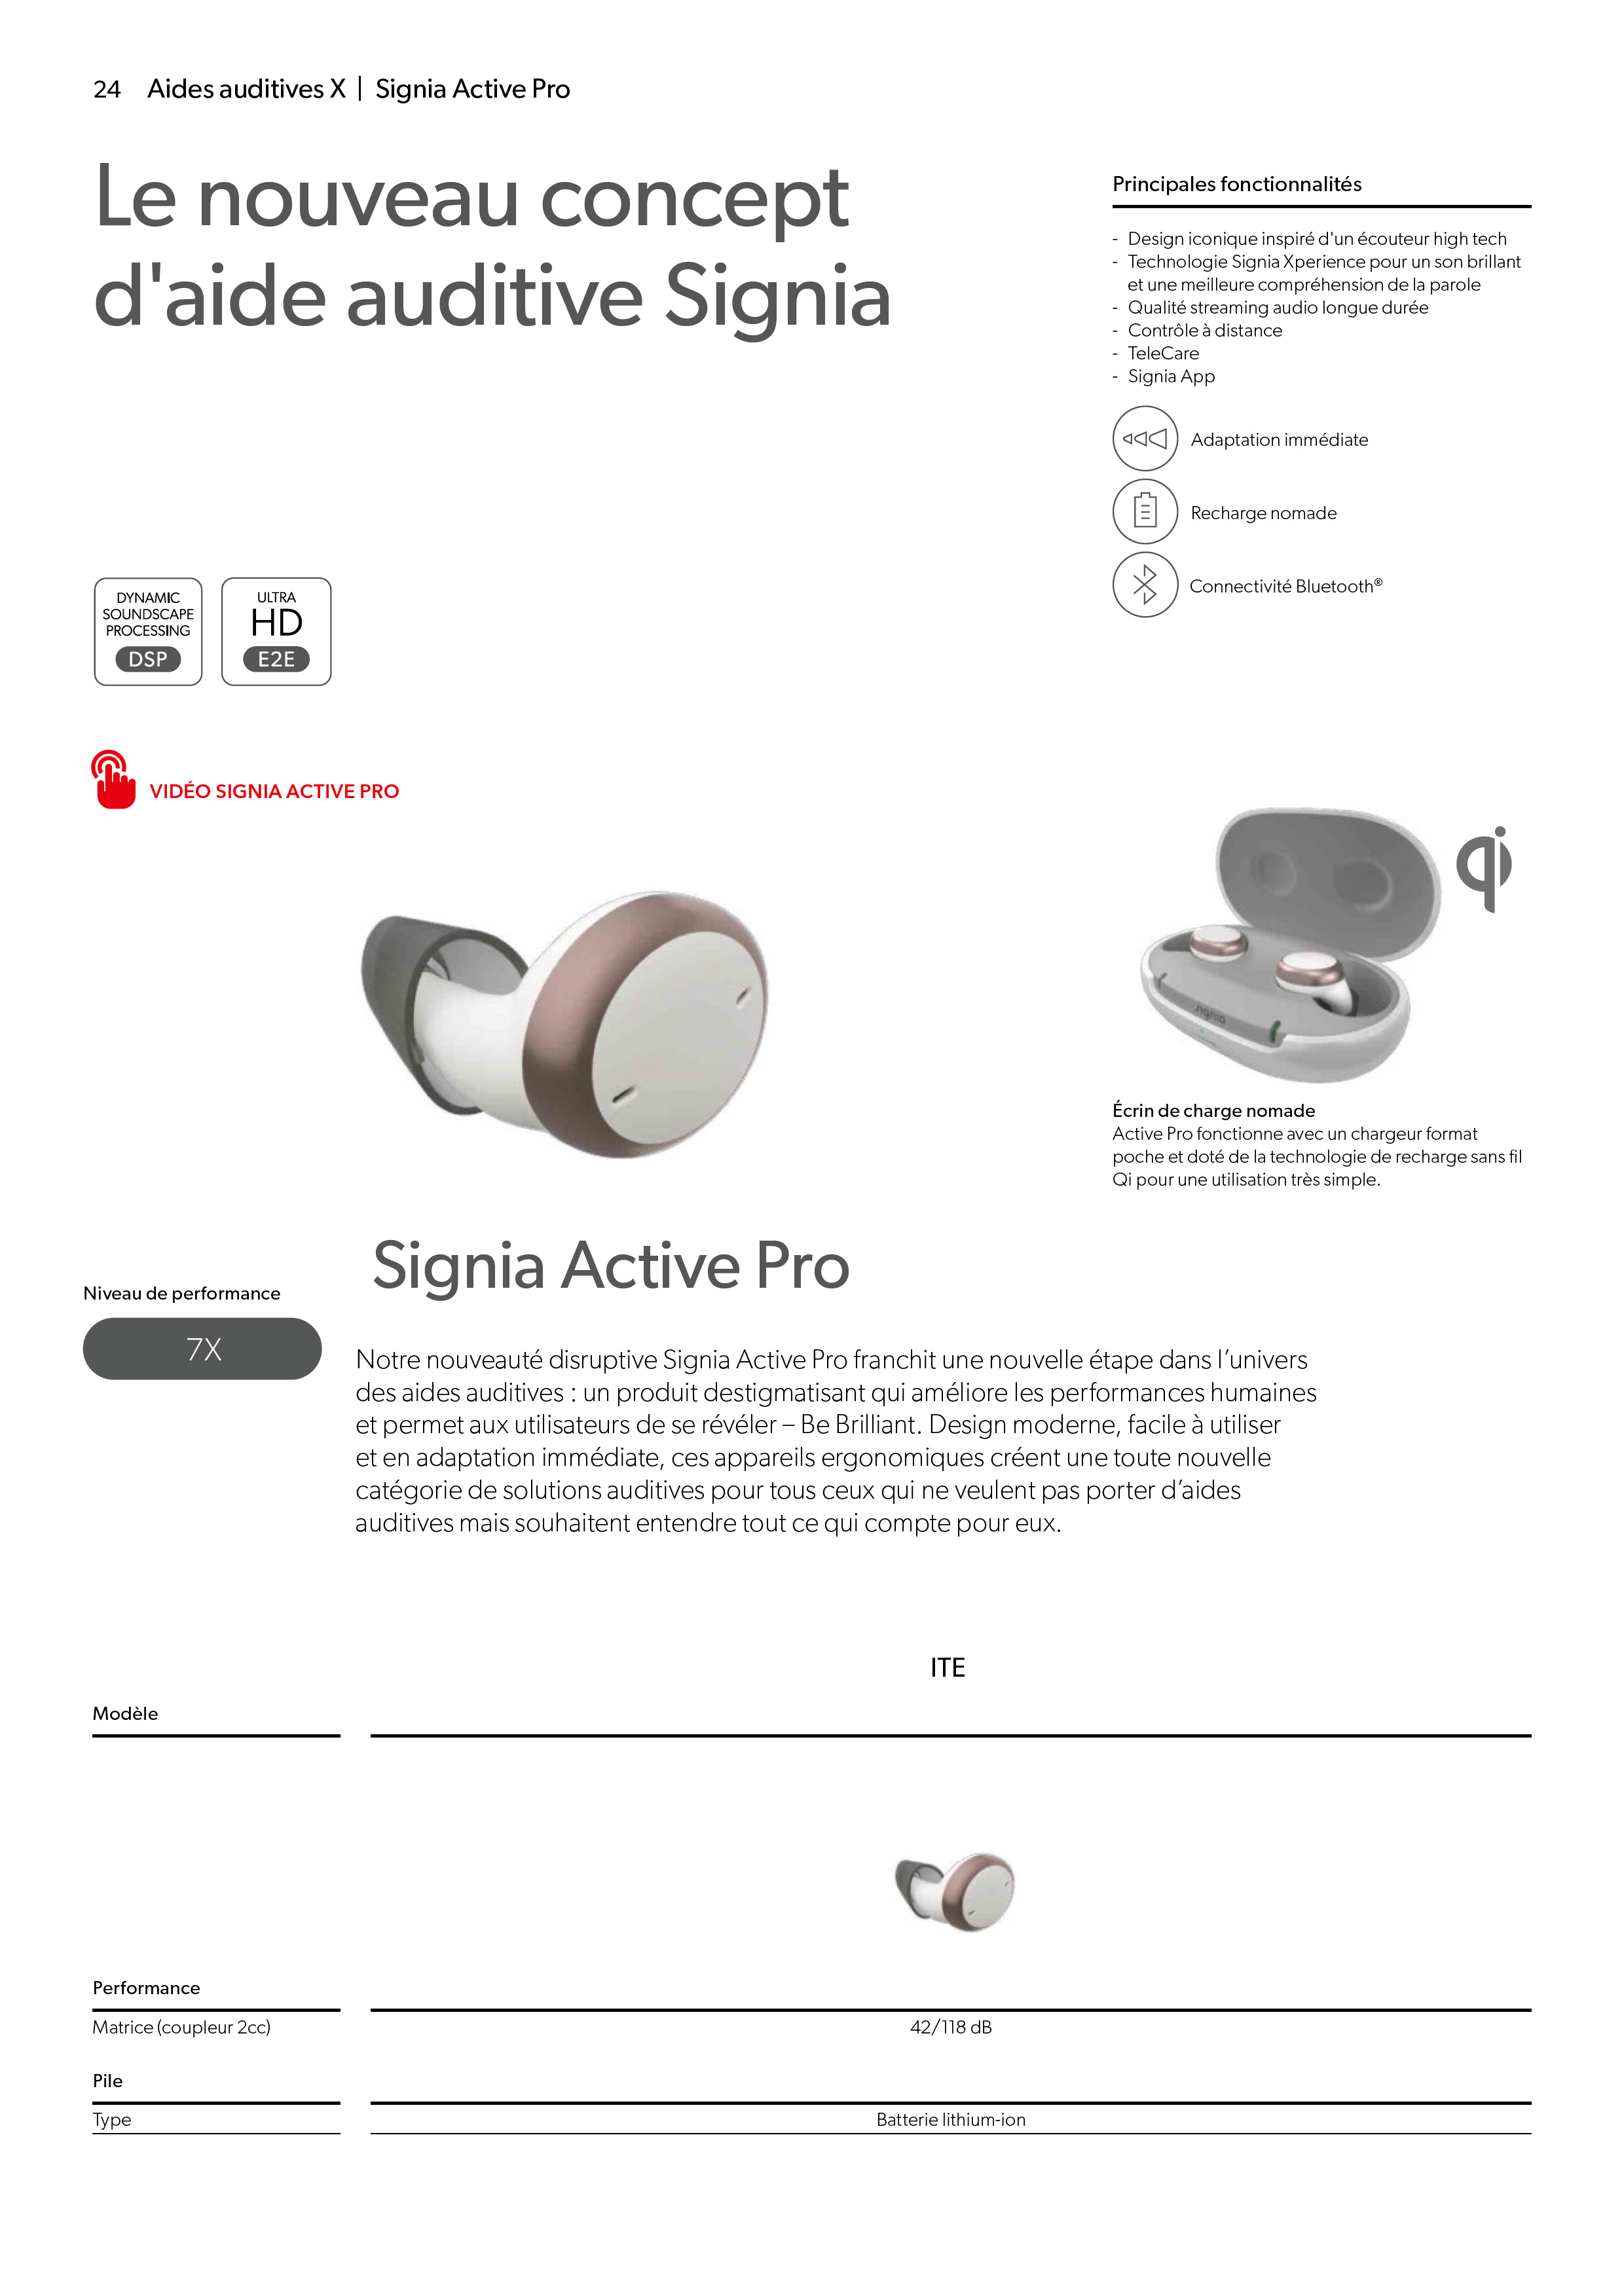 24 Aides auditives X | Signia Active Pro
Le nouveau concept
d'aide auditive Signia
Principales fonctionnalités
- Design iconique inspiré d'un écouteur high tech
- Technologie Signia Xperience pour un son brillant
et une meilleure compréhension de la parole
- Qualité streaming audio longue durée
- Contrôle à distance
- TeleCare
- Signia App
Adaptation immédiate
Recharge nomade
Connectivité Bluetooth®
DYNAMIC
SOUNDSCAPE
PROCESSING
DSP
ULTRA
HD
E2E
VIDÉO SIGNIA ACTIVE PRO
qi
signia
Écrin de charge nomade
Active Pro fonctionne avec un chargeur format
poche et doté de la technologie de recharge sans fil
Qi pour une utilisation très simple.
Signia Active Pro
Niveau de performance
7X
Notre nouveauté disruptive Signia Active Pro franchit une nouvelle étape dans l’univers
des aides auditives : un produit destigmatisant qui améliore les performances humaines
et permet aux utilisateurs de se révéler – Be Brilliant. Design moderne, facile à utiliser
et en adaptation immédiate, ces appareils ergonomiques créent une toute nouvelle
catégorie de solutions auditives pour tous ceux qui ne veulent pas porter d’aides
auditives mais souhaitent entendre tout ce qui compte pour eux.
ITE
Modèle
Performance
Matrice (coupleur 2cc) 42/118 dB
Pile
Type Batterie lithium-ion